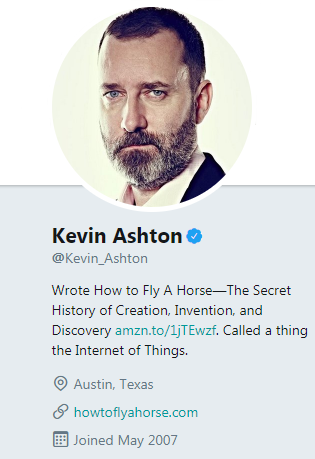 Kevin Ashton
@Kevin_Ashton
Wrote How to Fly A Horse—The Secret
History of Creation, Invention, and
Discovery amzn.to/1jTEwzf. Called a thing
the Internet of Things.
Austin, Texas
howtoflyahorse.com
Joined May 2007